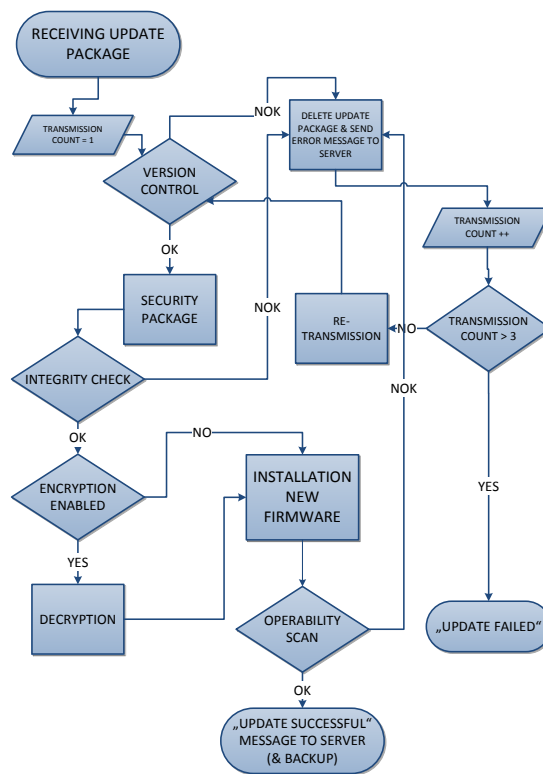 RECEIVING UPDATE
PACKAGE
TRANSMISSION
COUNT = 1
NOK
DELETE UPDATE
PACKAGE & SEND
ERROR MESSAGE TO
SERVER
VERSION
CONTROL
TRANSMISSION
COUNT ++
OK
SECURITY
PACKAGE
NOK
RE-
TRANSMISSION
NO
TRANSMISSION
COUNT > 3
INTEGRITY CHECK
NOK
OK
NO
ENCRYPTION
ENABLED
INSTALLATION
NEW
FIRMWARE
YES
YES
DECRYPTION
OPERABILITY
SCAN
„UPDATE FAILED“
OK
„UPDATE SUCCESSFUL“
MESSAGE TO SERVER
(& BACKUP)